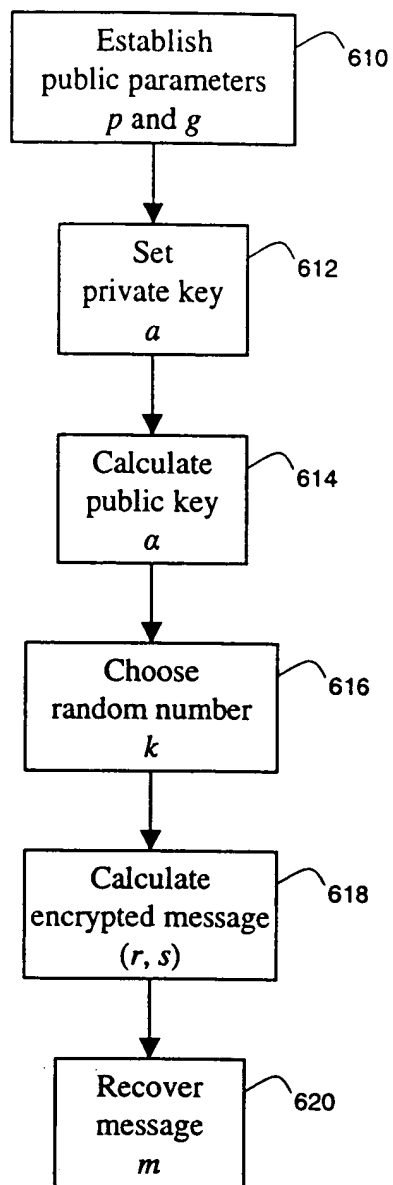 Establish
public parameters
p and g
610
Set
private key
a
612
Calculate
public key
α
614
Choose
random number
k
616
Calculate
encrypted message
(r, s)
618
Recover
message
m
620